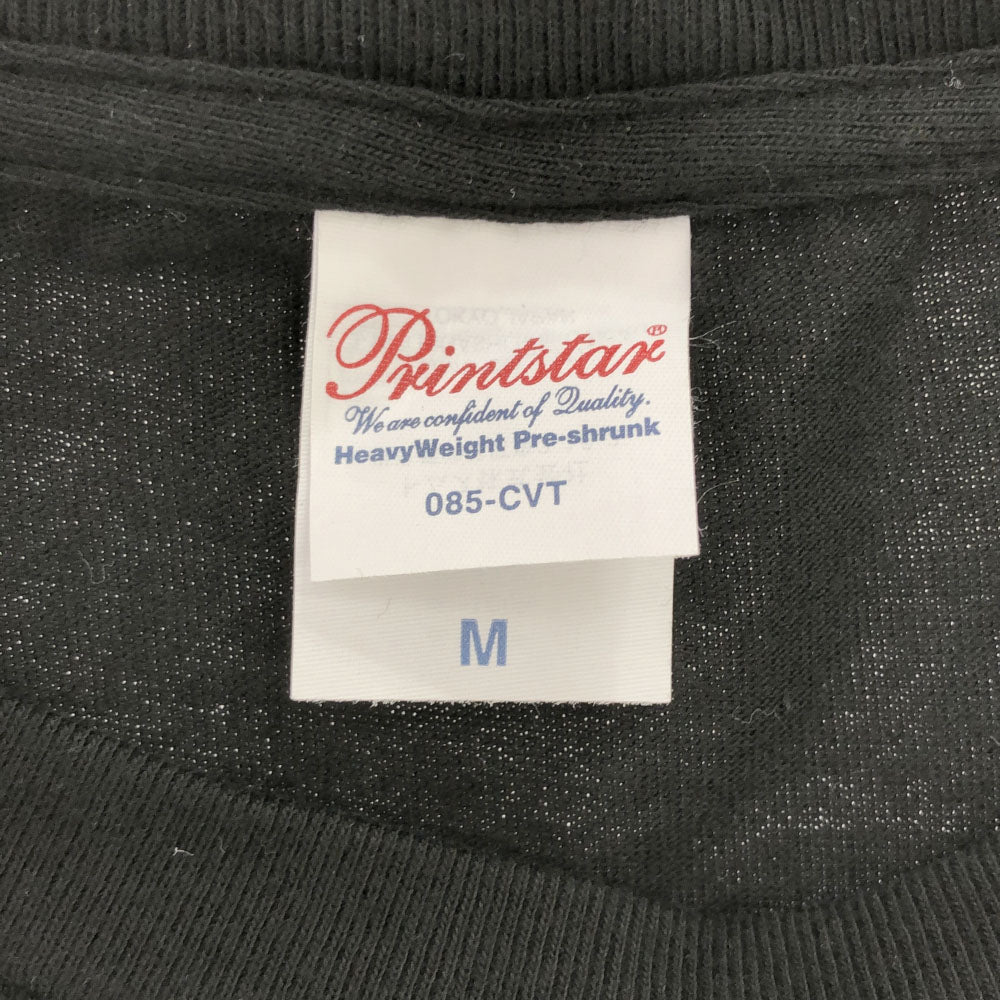 Printstar®
We are confident of Quality.
HeavyWeight Pre-shrunk
085-CVT
M